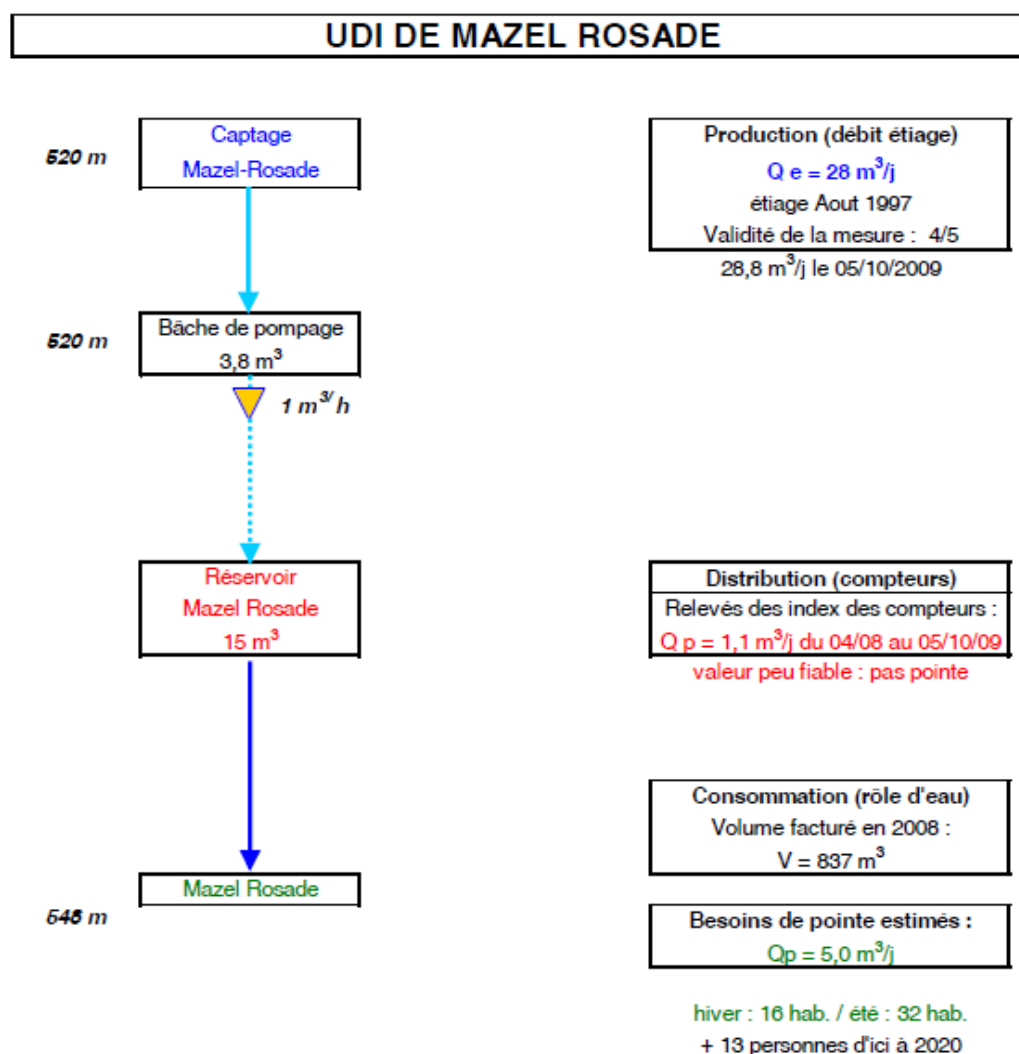 UDI DE MAZEL ROSADE
520 m
Captage
Mazel-Rosade
Production (débit étiage)
Q e = 28 m³/j
étiage Aout 1997
Validité de la mesure : 4/5
28,8 m³/j le 05/10/2009
520 m
Bâche de pompage
3,8 m³
1 m³/ h
Réservoir
Mazel Rosade
15 m³
Distribution (compteurs)
Relevés des index des compteurs :
Q p = 1,1 m³/j du 04/08 au 05/10/09
valeur peu fiable : pas pointe
Consommation (rôle d'eau)
Volume facturé en 2008 :
V = 837 m³
Mazel Rosade
545 m
Besoins de pointe estimés :
Qp = 5,0 m³/j
hiver : 16 hab. / été : 32 hab.
+ 13 personnes d'ici à 2020